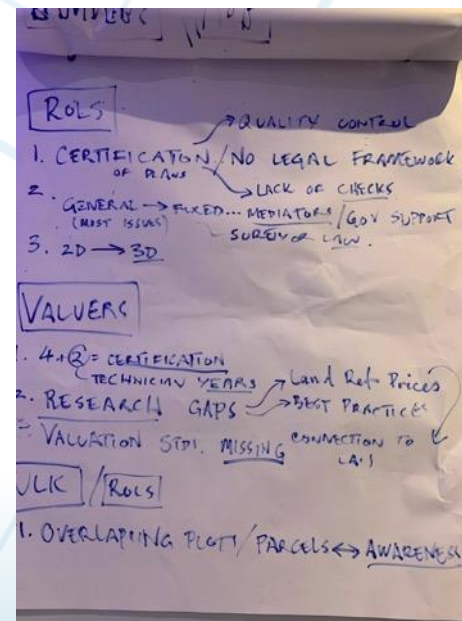 ROLS
→ QUALITY CONTROL
1. CERTIFICATION / NO LEGAL FRAMEWORK
OF PLANS → LACK OF CHECKS
2. GENERAL → FIXED... MEDIATORS / GOV SUPPORT
(MOST ISSUES) SURVEYOR LAW.
3. 2D → 3D
VALUERS
1. 4+2 = CERTIFICATION
TECHNICIAN YEARS
2. RESEARCH GAPS → Land Ref. Prices
→ BEST PRACTICES
= VALUATION STD. MISSING CONNECTION TO
/ ROLS
1. OVERLAPPING PLOTS / PARCELS ↔ AWARENESS